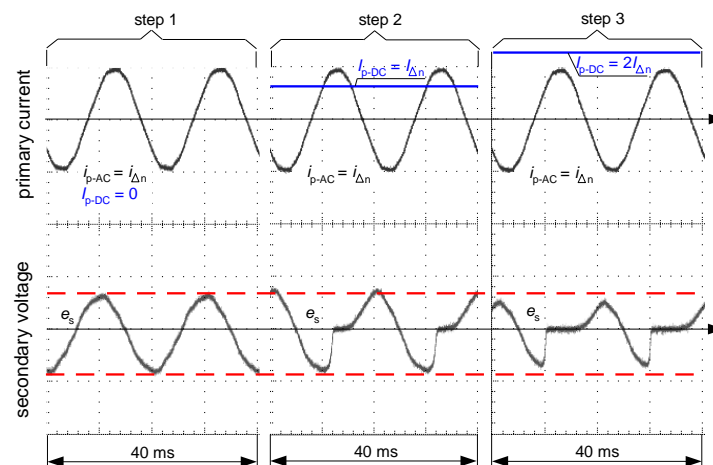 step 1
step 2
step 3
primary current
I_p-DC = I_Δn
I_p-DC = 2I_Δn
i_p-AC = i_Δn
I_p-DC = 0
i_p-AC = i_Δn
i_p-AC = i_Δn
secondary voltage
e_s
e_s
e_s
40 ms
40 ms
40 ms